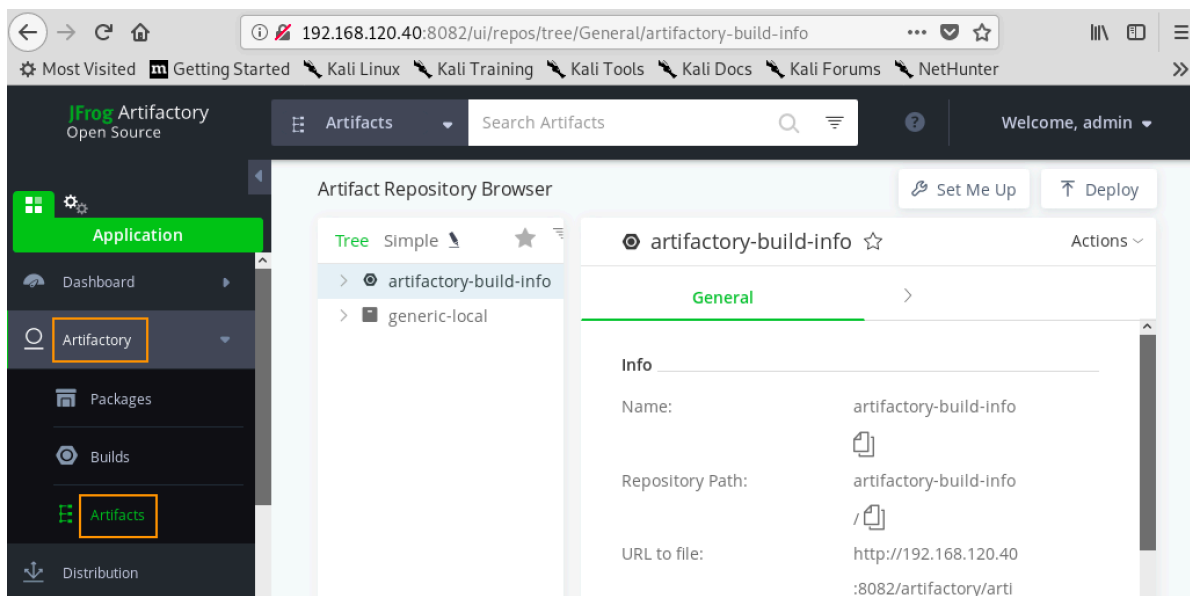 192.168.120.40:8082/ui/repos/tree/General/artifactory-build-info
Most Visited Getting Started Kali Linux Kali Training Kali Tools Kali Docs Kali Forums NetHunter
JFrog Artifactory
Open Source
Artifacts
Search Artifacts
Welcome, admin
Artifact Repository Browser
Set Me Up
Deploy
Application
Dashboard
Artifactory
Packages
Builds
Artifacts
Distribution
Tree Simple
artifactory-build-info
generic-local
artifactory-build-info
Actions
General
Info
Name: artifactory-build-info
Repository Path: artifactory-build-info
/
URL to file: http://192.168.120.40
:8082/artifactory/arti